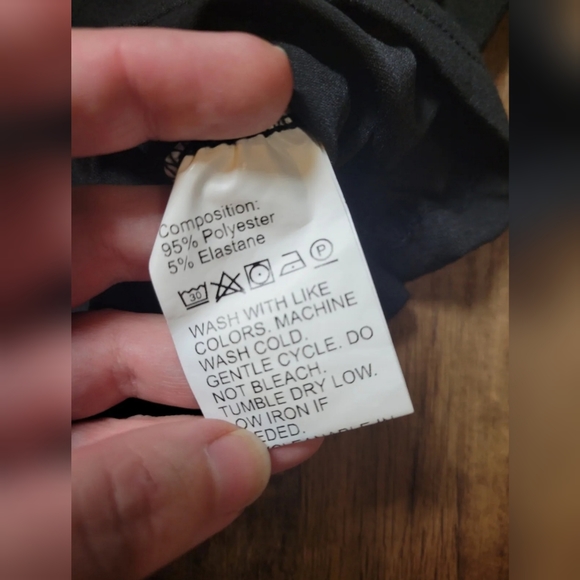 Composition:
95% Polyester
5% Elastane
30 P
WASH WITH LIKE
COLORS. MACHINE
WASH COLD.
GENTLE CYCLE. DO
NOT BLEACH.
TUMBLE DRY LOW.
OW IRON IF
EDED.